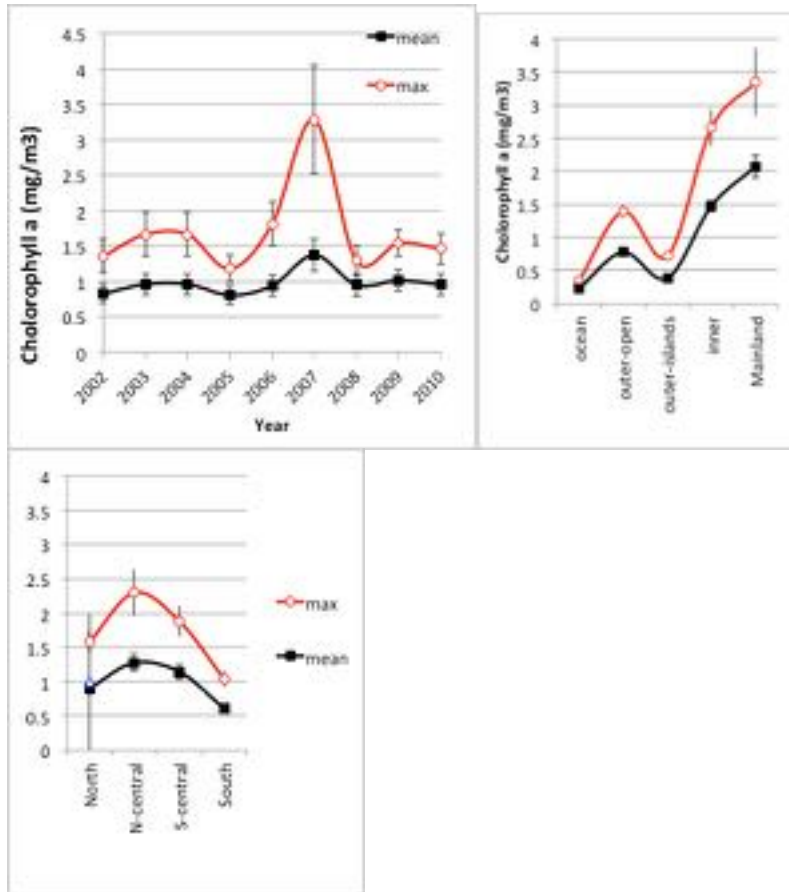 4.5
4
3.5
3
2.5
2
1.5
1
0.5
0
Cholorophyll a (mg/m3)
mean
max
2002
2003
2004
2005
2006
2007
2008
2009
2010
Year
4
3.5
3
2.5
2
1.5
1
0.5
0
Cholorophyll a (mg/m3)
ocean
outer-open
outer-islands
inner
Mainland
4
3.5
3
2.5
2
1.5
1
0.5
0
max
mean
North
N-central
S-central
South